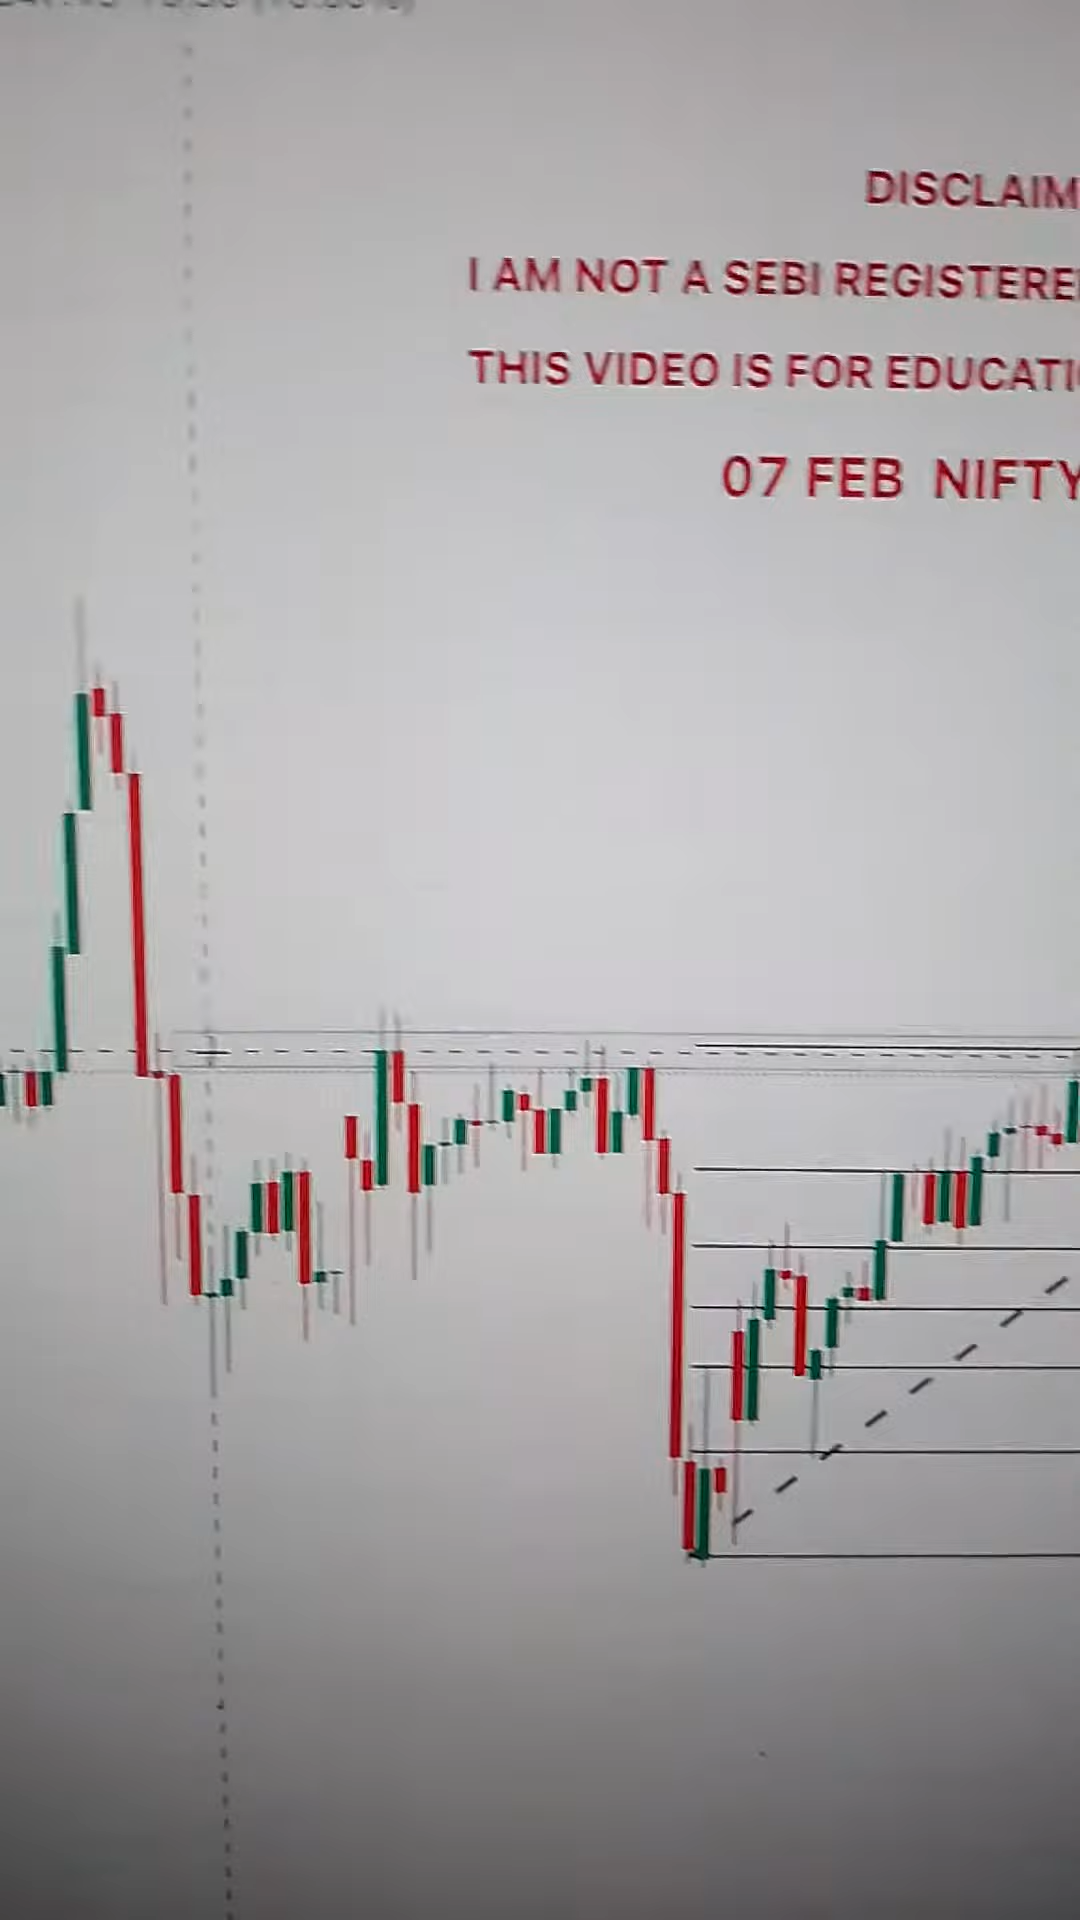 DISCLAIM
I AM NOT A SEBI REGISTERE
THIS VIDEO IS FOR EDUCATI
07 FEB NIFTY